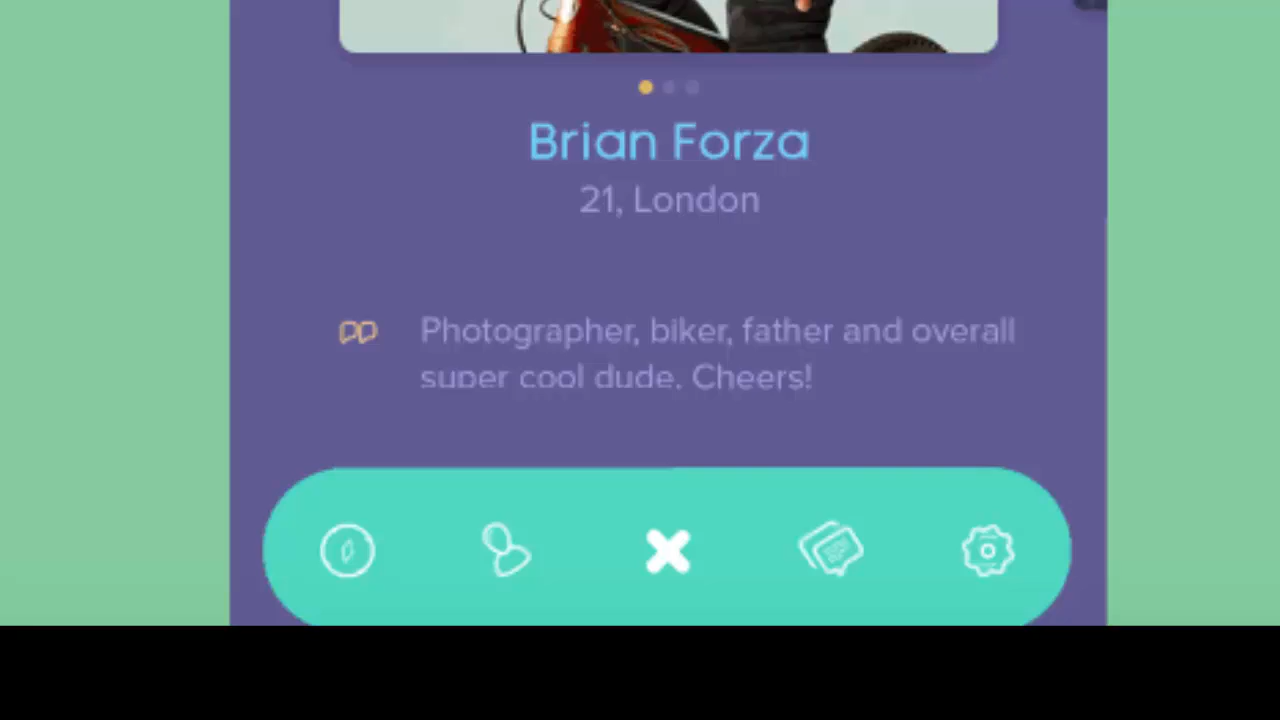 Brian Forza
21, London
Photographer, biker, father and overall
super cool dude. Cheers!